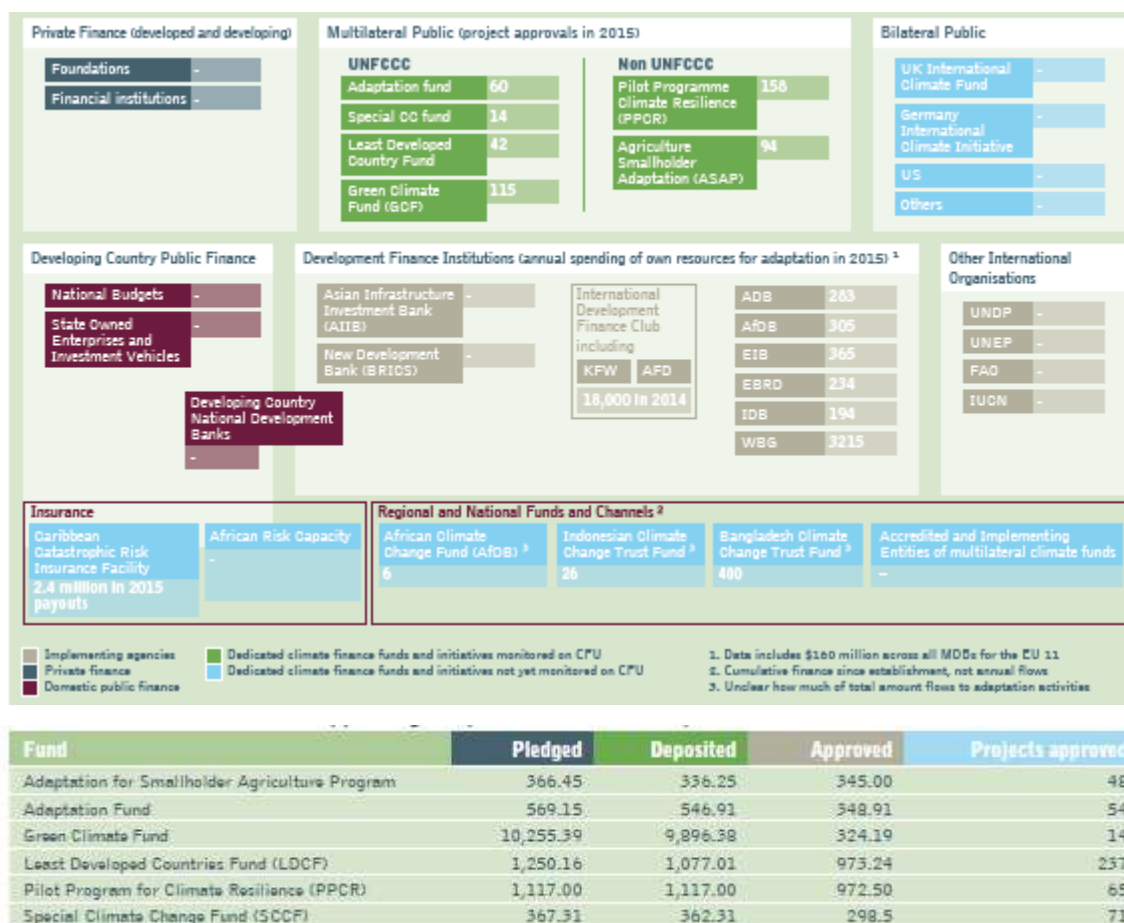 Private Finance (developed and developing)
Foundations -
Financial institutions -
Multilateral Public (project approvals in 2015)
UNFCCC
Adaptation fund 60
Special CC fund 14
Least Developed 42
Country Fund
Green Climate 115
Fund (GCF)
Non UNFCCC
Pilot Programme 158
Climate Resilience
(PPCR)
Agriculture 94
Smallholder
Adaptation (ASAP)
Bilateral Public
UK International -
Climate Fund
Germany -
International
Climate Initiative
US -
Others -
Developing Country Public Finance
National Budgets -
State Owned -
Enterprises and
Investment Vehicles
Developing Country
National Development
Banks
-
Development Finance Institutions (annual spending of own resources for adaptation in 2015) 1
Asian Infrastructure -
Investment Bank
(AIIB)
New Development -
Bank (BRICS)
International
Development
Finance Club
including
KFW AFD
18,000 in 2014
ADB 283
AfDB 305
EIB 365
EBRD 234
IDB 194
WBG 3215
Other International
Organisations
UNDP -
UNEP -
FAO -
IUCN -
Insurance
Caribbean
Catastrophic Risk
Insurance Facility
2.4 million in 2015
payouts
African Risk Capacity
-
Regional and National Funds and Channels 2
African Climate
Change Fund (AfDB) 3
6
Indonesian Climate
Change Trust Fund 3
26
Bangladesh Climate
Change Trust Fund 3
400
Accredited and Implementing
Entities of multilateral climate funds
–
Implementing agencies
Private finance
Domestic public finance
Dedicated climate finance funds and initiatives monitored on CFU
Dedicated climate finance funds and initiatives not yet monitored on CFU
1. Data includes $160 million across all MDBs for the EU 11
2. Cumulative finance since establishment, not annual flows
3. Unclear how much of total amount flows to adaptation activities
Fund Pledged Deposited Approved Projects approved
Adaptation for Smallholder Agriculture Program 366.45 336.25 345.00 48
Adaptation Fund 569.15 546.91 348.91 54
Green Climate Fund 10,255.39 9,896.38 324.19 14
Least Developed Countries Fund (LDCF) 1,250.16 1,077.01 973.24 237
Pilot Program for Climate Resilience (PPCR) 1,117.00 1,117.00 972.50 65
Special Climate Change Fund (SCCF) 367.31 362.31 298.5 71